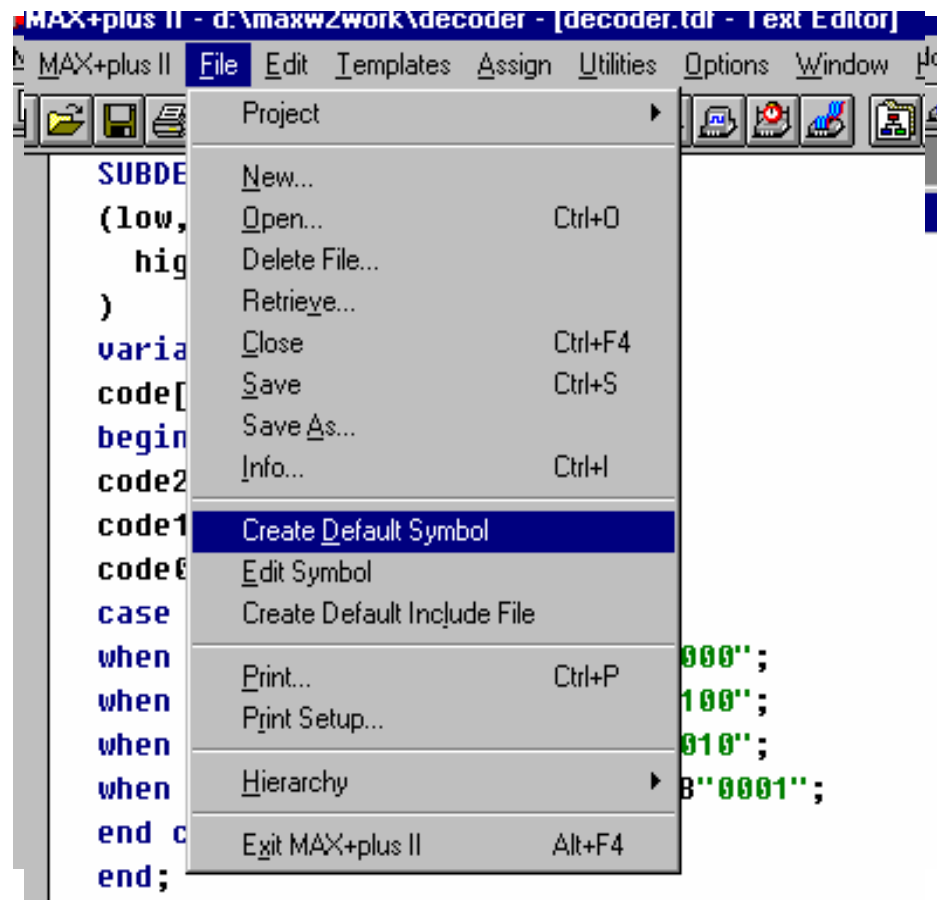 MAX+plus II - d:\maxw2work\decoder - [decoder.tdf - Text Editor]
MAX+plus II File Edit Templates Assign Utilities Options Window
Project
New...
Open... Ctrl+O
Delete File...
Retrieve...
Close Ctrl+F4
Save Ctrl+S
Save As...
Info... Ctrl+I
Create Default Symbol
Edit Symbol
Create Default Include File
Print... Ctrl+P
Print Setup...
Hierarchy
Exit MAX+plus II Alt+F4
SUBDE
(low,
hig
)
varia
code[
begin
code2
code1
code0
case
when 000";
when 100";
when 010";
when B"0001";
end c
end;